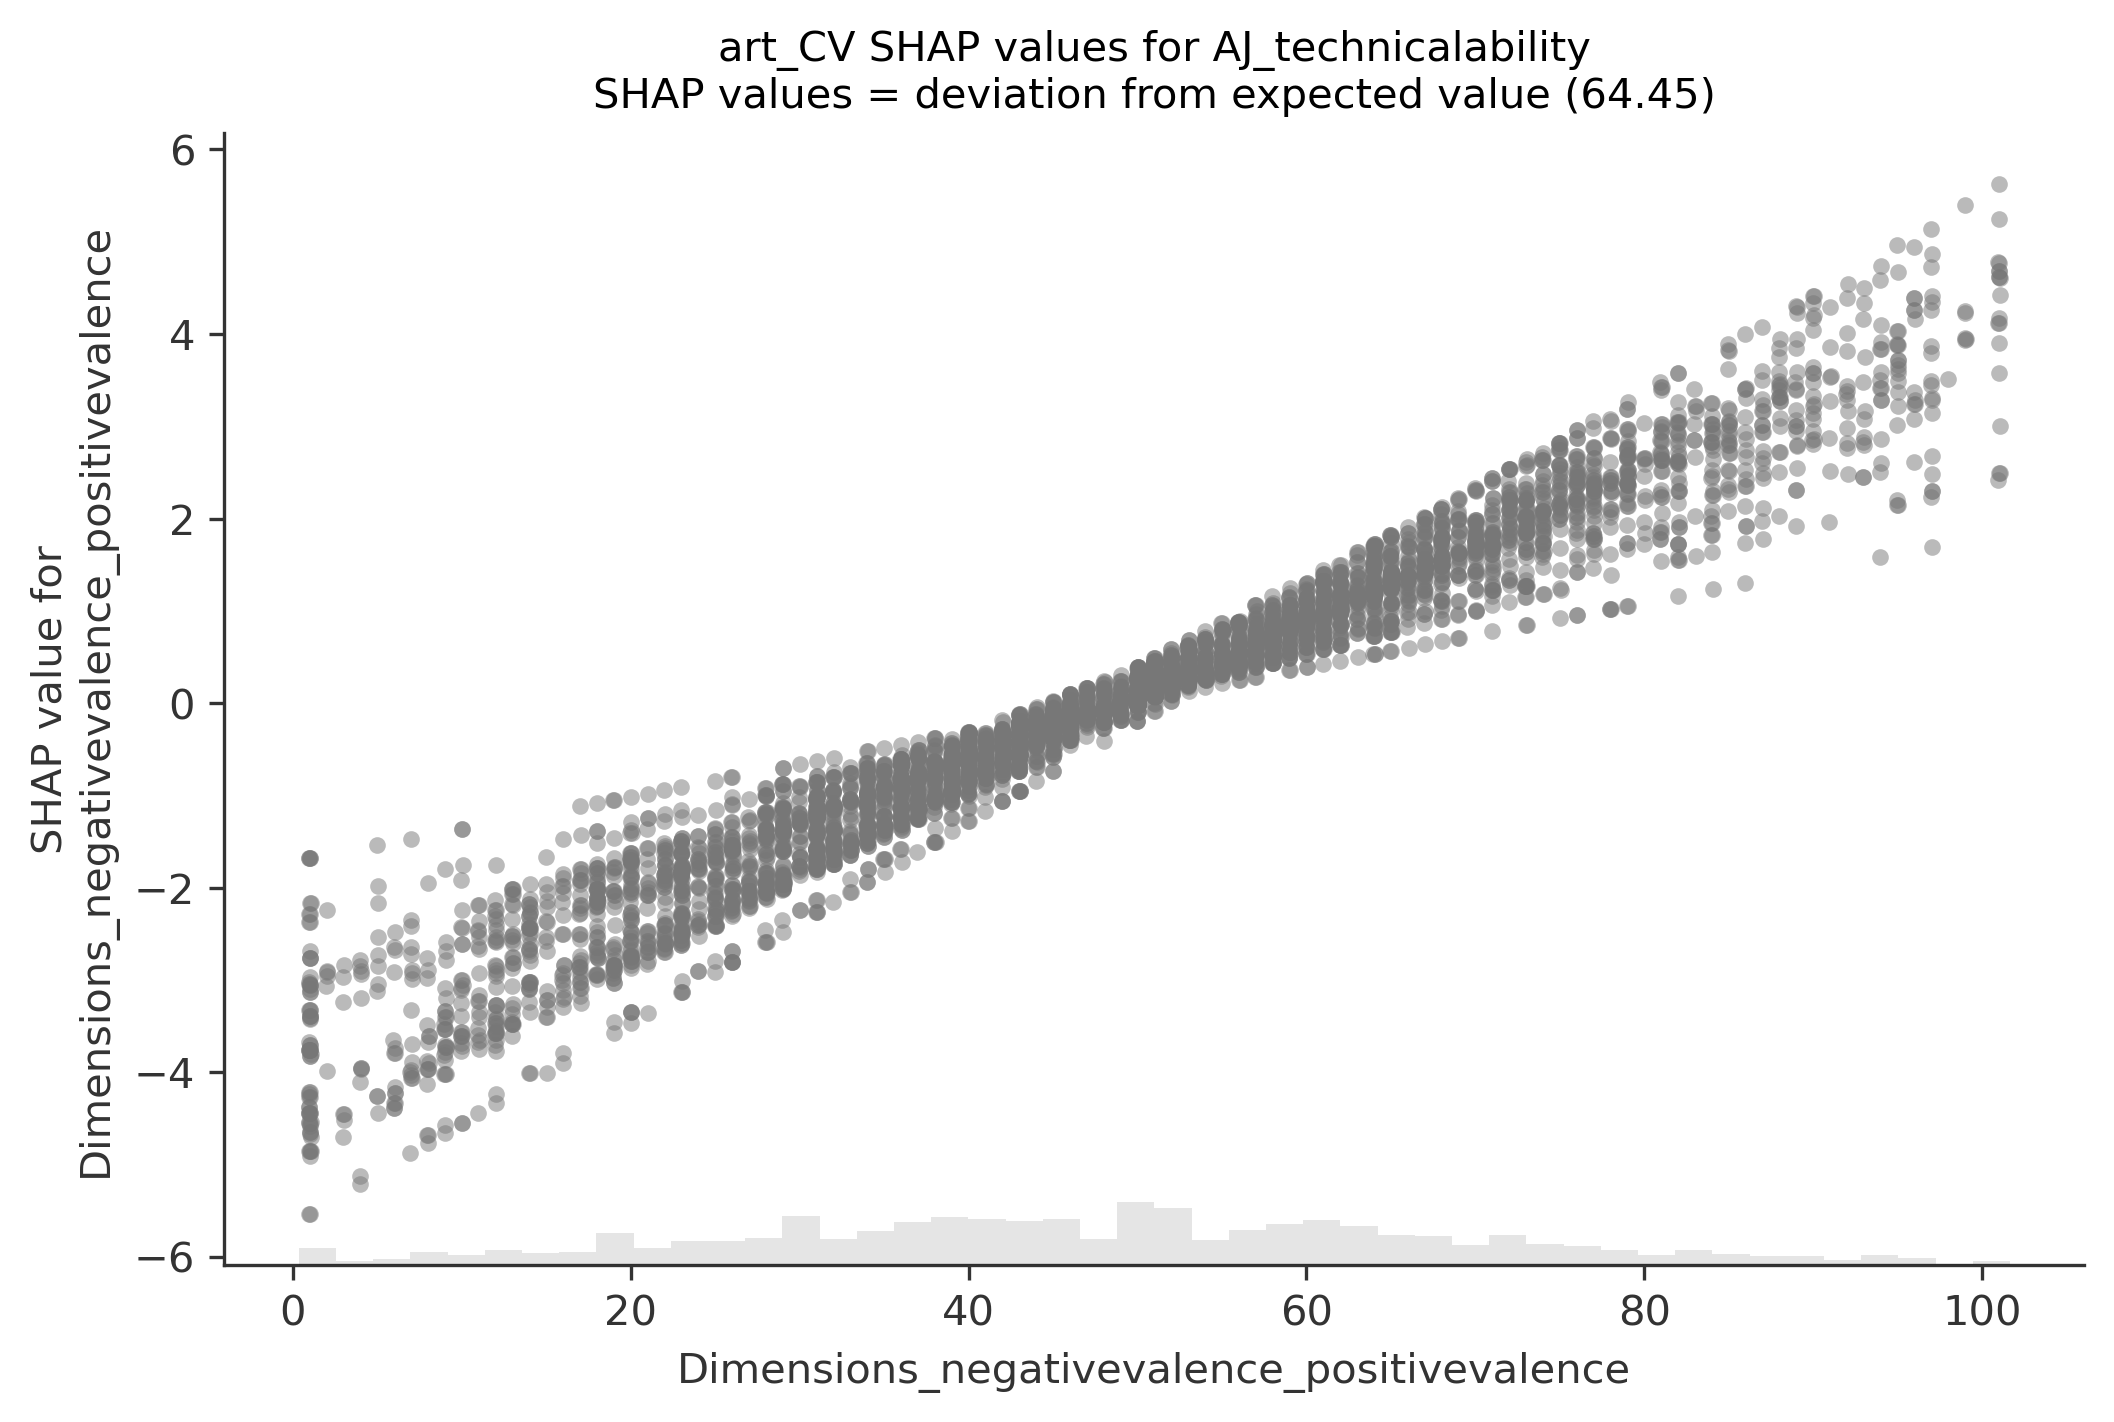 art_CV SHAP values for AJ_technicalability
SHAP values = deviation from expected value (64.45)
SHAP value for
Dimensions_negativevalence_positivevalence
6
4
2
0
−2
−4
−6
0 20 40 60 80 100
Dimensions_negativevalence_positivevalence